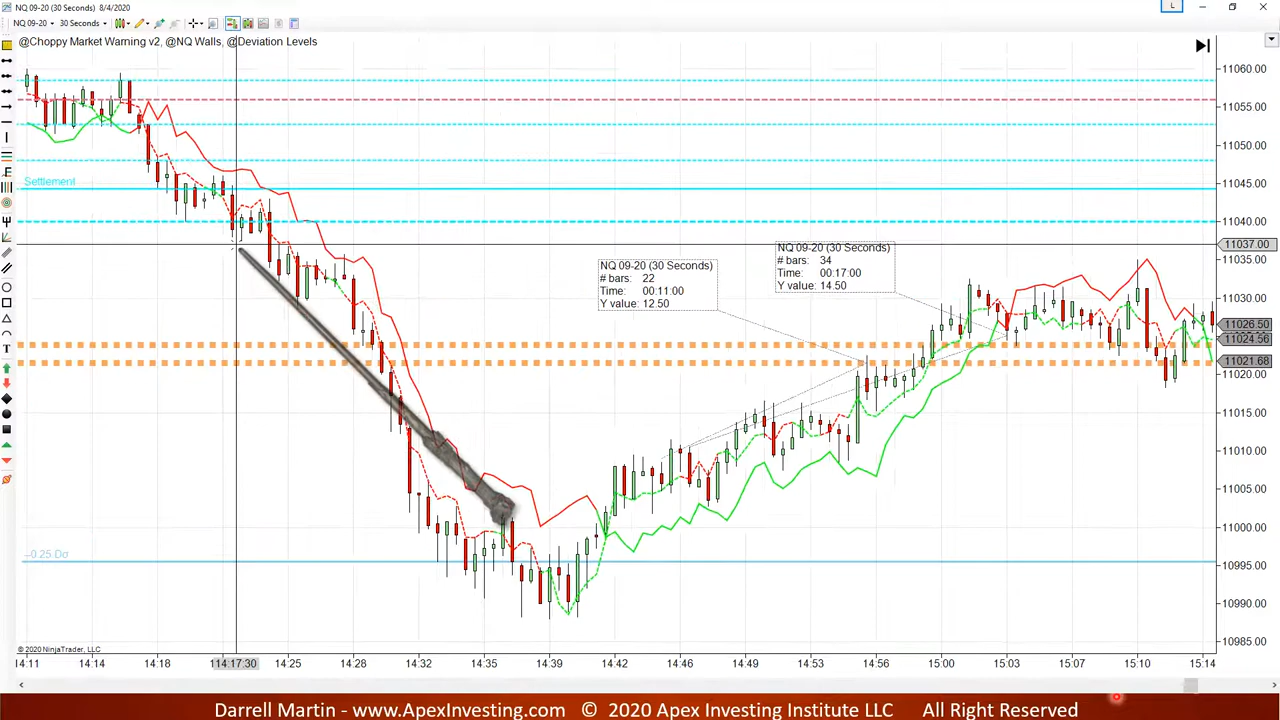 NQ 09-20 (30 Seconds) 8/4/2020
L
NQ 09-20
30 Seconds
@Choppy Market Warning v2, @NQ Walls, @Deviation Levels
11060.00
11055.00
11050.00
Settlement
11045.00
11040.00
11037.00
11035.00
NQ 09-20 (30 Seconds)
# bars: 34
Time: 00:17:00
Y value: 14.50
NQ 09-20 (30 Seconds)
# bars: 22
Time: 00:11:00
Y value: 12.50
11030.00
11026.50
11024.56
11021.68
11020.00
11015.00
11010.00
11005.00
11000.00
-0.25 Dσ
10995.00
10990.00
10985.00
© 2020 NinjaTrader, LLC
14:11 14:14 14:18 14:17:30 14:25 14:28 14:32 14:35 14:39 14:42 14:46 14:49 14:53 14:56 15:00 15:03 15:07 15:10 15:14
Darrell Martin - www.ApexInvesting.com © 2020 Apex Investing Institute LLC All Rights Reserved